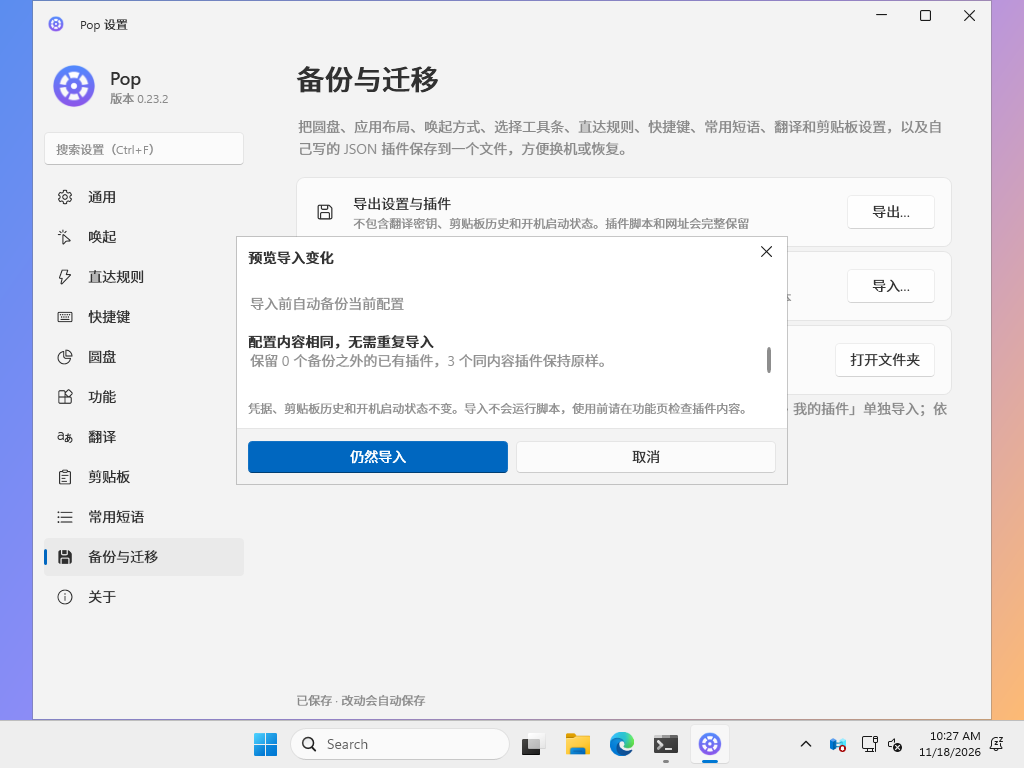 Pop 设置
Pop
版本 0.23.2
搜索设置（Ctrl+F）
通用
唤起
直达规则
快捷键
圆盘
功能
翻译
剪贴板
常用短语
备份与迁移
关于
备份与迁移
把圆盘、应用布局、唤起方式、选择工具条、直达规则、快捷键、常用短语、翻译和剪贴板设置，以及自
己写的 JSON 插件保存到一个文件，方便换机或恢复。
导出设置与插件
不包含翻译密钥、剪贴板历史和开机启动状态。插件脚本和网址会完整保留
导出...
导入...
打开文件夹
我的插件」单独导入；依
预览导入变化
导入前自动备份当前配置
配置内容相同，无需重复导入
保留 0 个备份之外的已有插件，3 个同内容插件保持原样。
凭据、剪贴板历史和开机启动状态不变。导入不会运行脚本，使用前请在功能页检查插件内容。
仍然导入
取消
已保存 · 改动会自动保存
Search
10:27 AM
11/18/2026